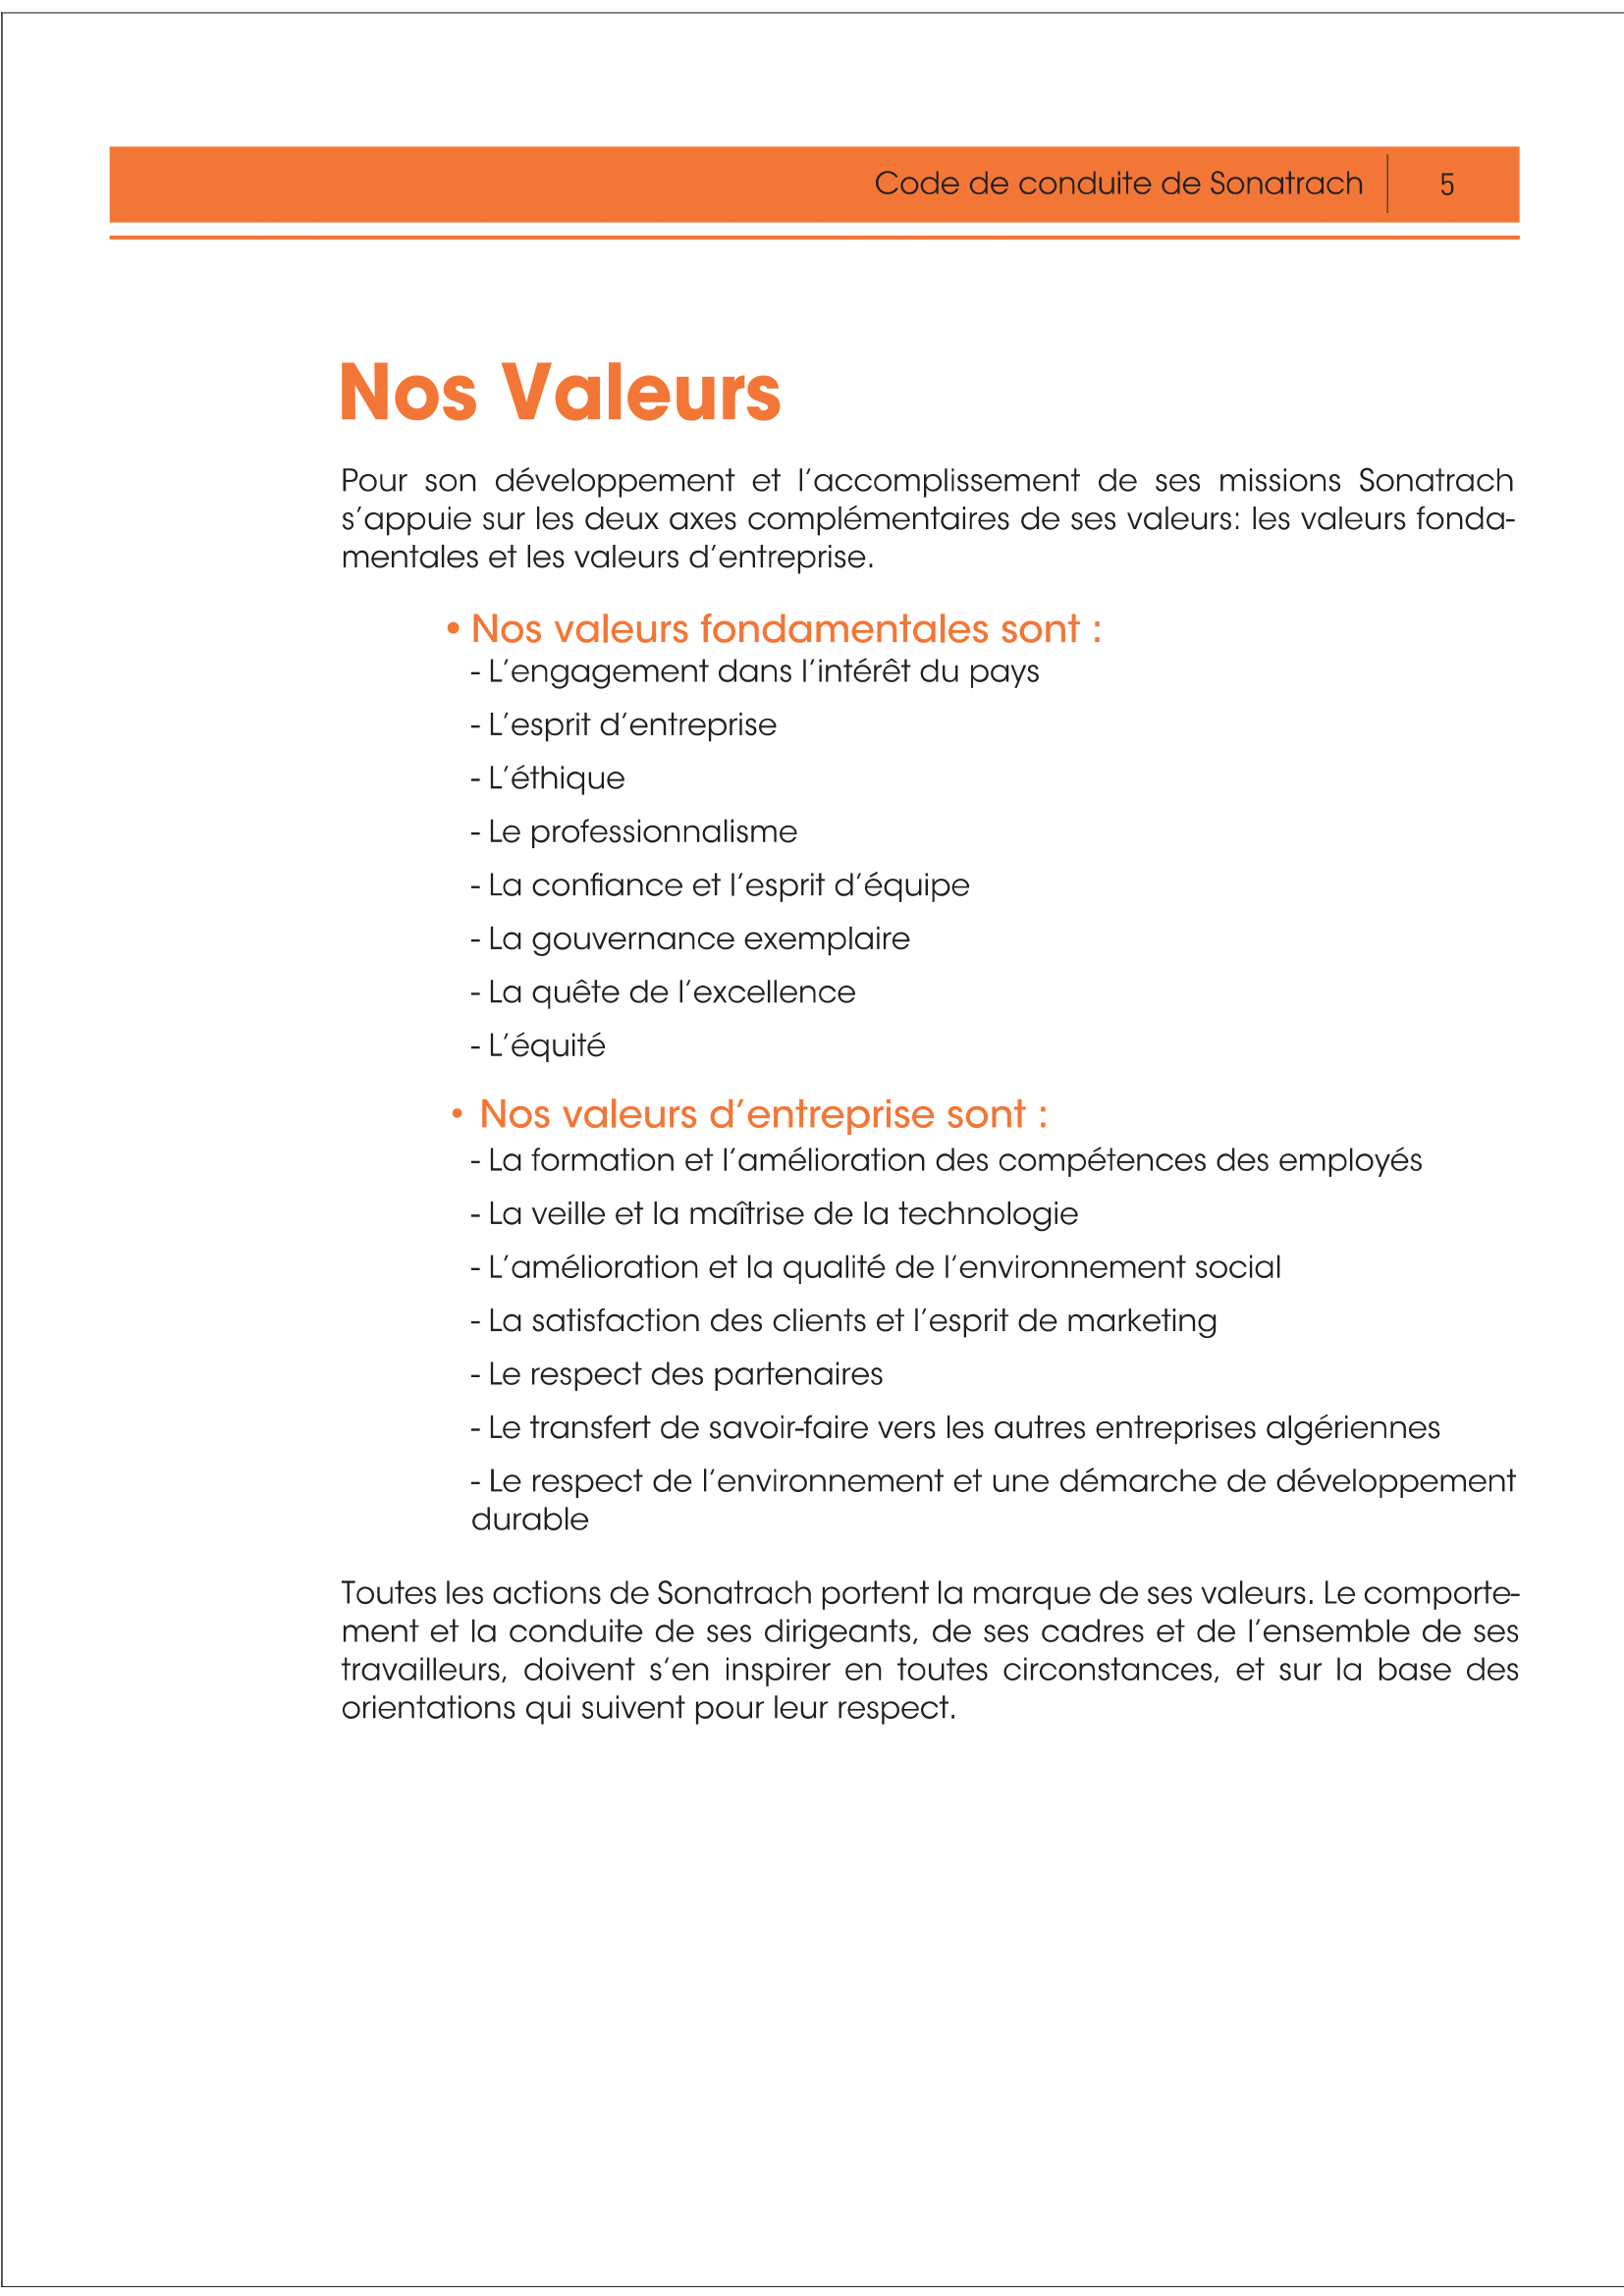 Code de conduite de Sonatrach
5
Nos Valeurs
Pour son développement et l’accomplissement de ses missions Sonatrach
s’appuie sur les deux axes complémentaires de ses valeurs: les valeurs fonda-
mentales et les valeurs d’entreprise.
• Nos valeurs fondamentales sont :
- L’engagement dans l’intérêt du pays
- L’esprit d’entreprise
- L’éthique
- Le professionnalisme
- La confiance et l’esprit d’équipe
- La gouvernance exemplaire
- La quête de l’excellence
- L’équité
• Nos valeurs d’entreprise sont :
- La formation et l’amélioration des compétences des employés
- La veille et la maîtrise de la technologie
- L’amélioration et la qualité de l’environnement social
- La satisfaction des clients et l’esprit de marketing
- Le respect des partenaires
- Le transfert de savoir-faire vers les autres entreprises algériennes
- Le respect de l’environnement et une démarche de développement
durable
Toutes les actions de Sonatrach portent la marque de ses valeurs. Le comporte-
ment et la conduite de ses dirigeants, de ses cadres et de l’ensemble de ses
travailleurs, doivent s’en inspirer en toutes circonstances, et sur la base des
orientations qui suivent pour leur respect.